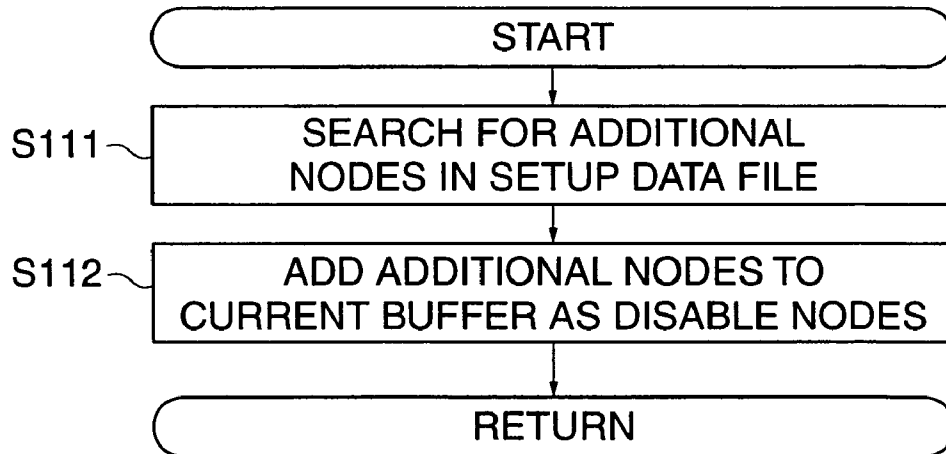 START
S111
SEARCH FOR ADDITIONAL
NODES IN SETUP DATA FILE
S112
ADD ADDITIONAL NODES TO
CURRENT BUFFER AS DISABLE NODES
RETURN